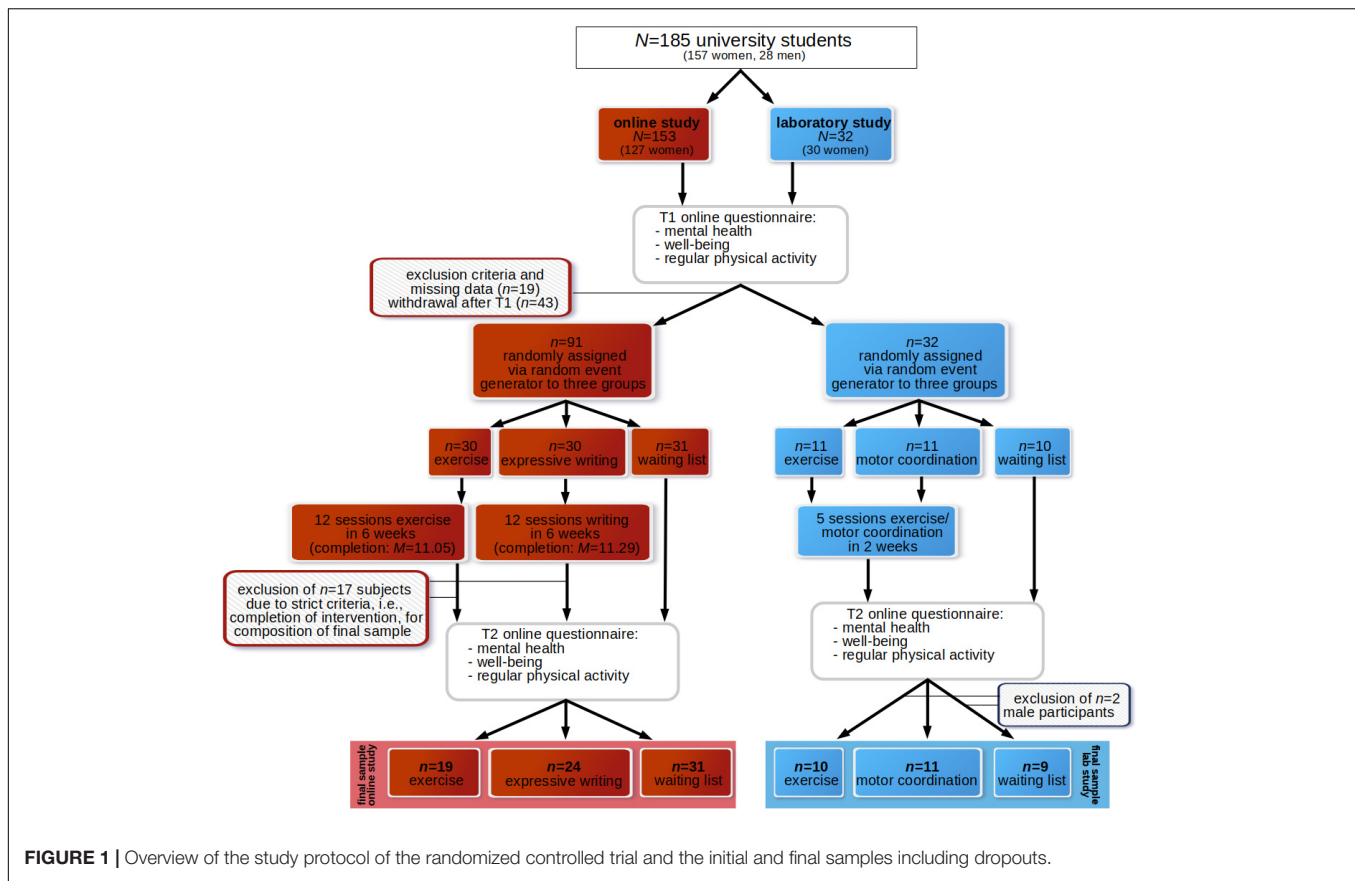 N=185 university students
(157 women, 28 men)
online study
N=153
(127 women)
laboratory study
N=32
(30 women)
T1 online questionnaire:
- mental health
- well-being
- regular physical activity
exclusion criteria and
missing data (n=19)
withdrawal after T1 (n=43)
n=91
randomly assigned
via random event
generator to three groups
n=32
randomly assigned
via random event
generator to three groups
n=30
exercise
n=30
expressive writing
n=31
waiting list
n=11
exercise
n=11
motor coordination
n=10
waiting list
12 sessions exercise
in 6 weeks
(completion: M=11.05)
12 sessions writing
in 6 weeks
(completion: M=11.29)
5 sessions exercise/
motor coordination
in 2 weeks
exclusion of n=17 subjects
due to strict criteria, i.e.,
completion of intervention, for
composition of final sample
T2 online questionnaire:
- mental health
- well-being
- regular physical activity
T2 online questionnaire:
- mental health
- well-being
- regular physical activity
exclusion of n=2
male participants
final sample
online study
n=19
exercise
n=24
expressive writing
n=31
waiting list
n=10
exercise
n=11
motor coordination
n=9
waiting list
final sample
lab study
FIGURE 1 | Overview of the study protocol of the randomized controlled trial and the initial and final samples including dropouts.